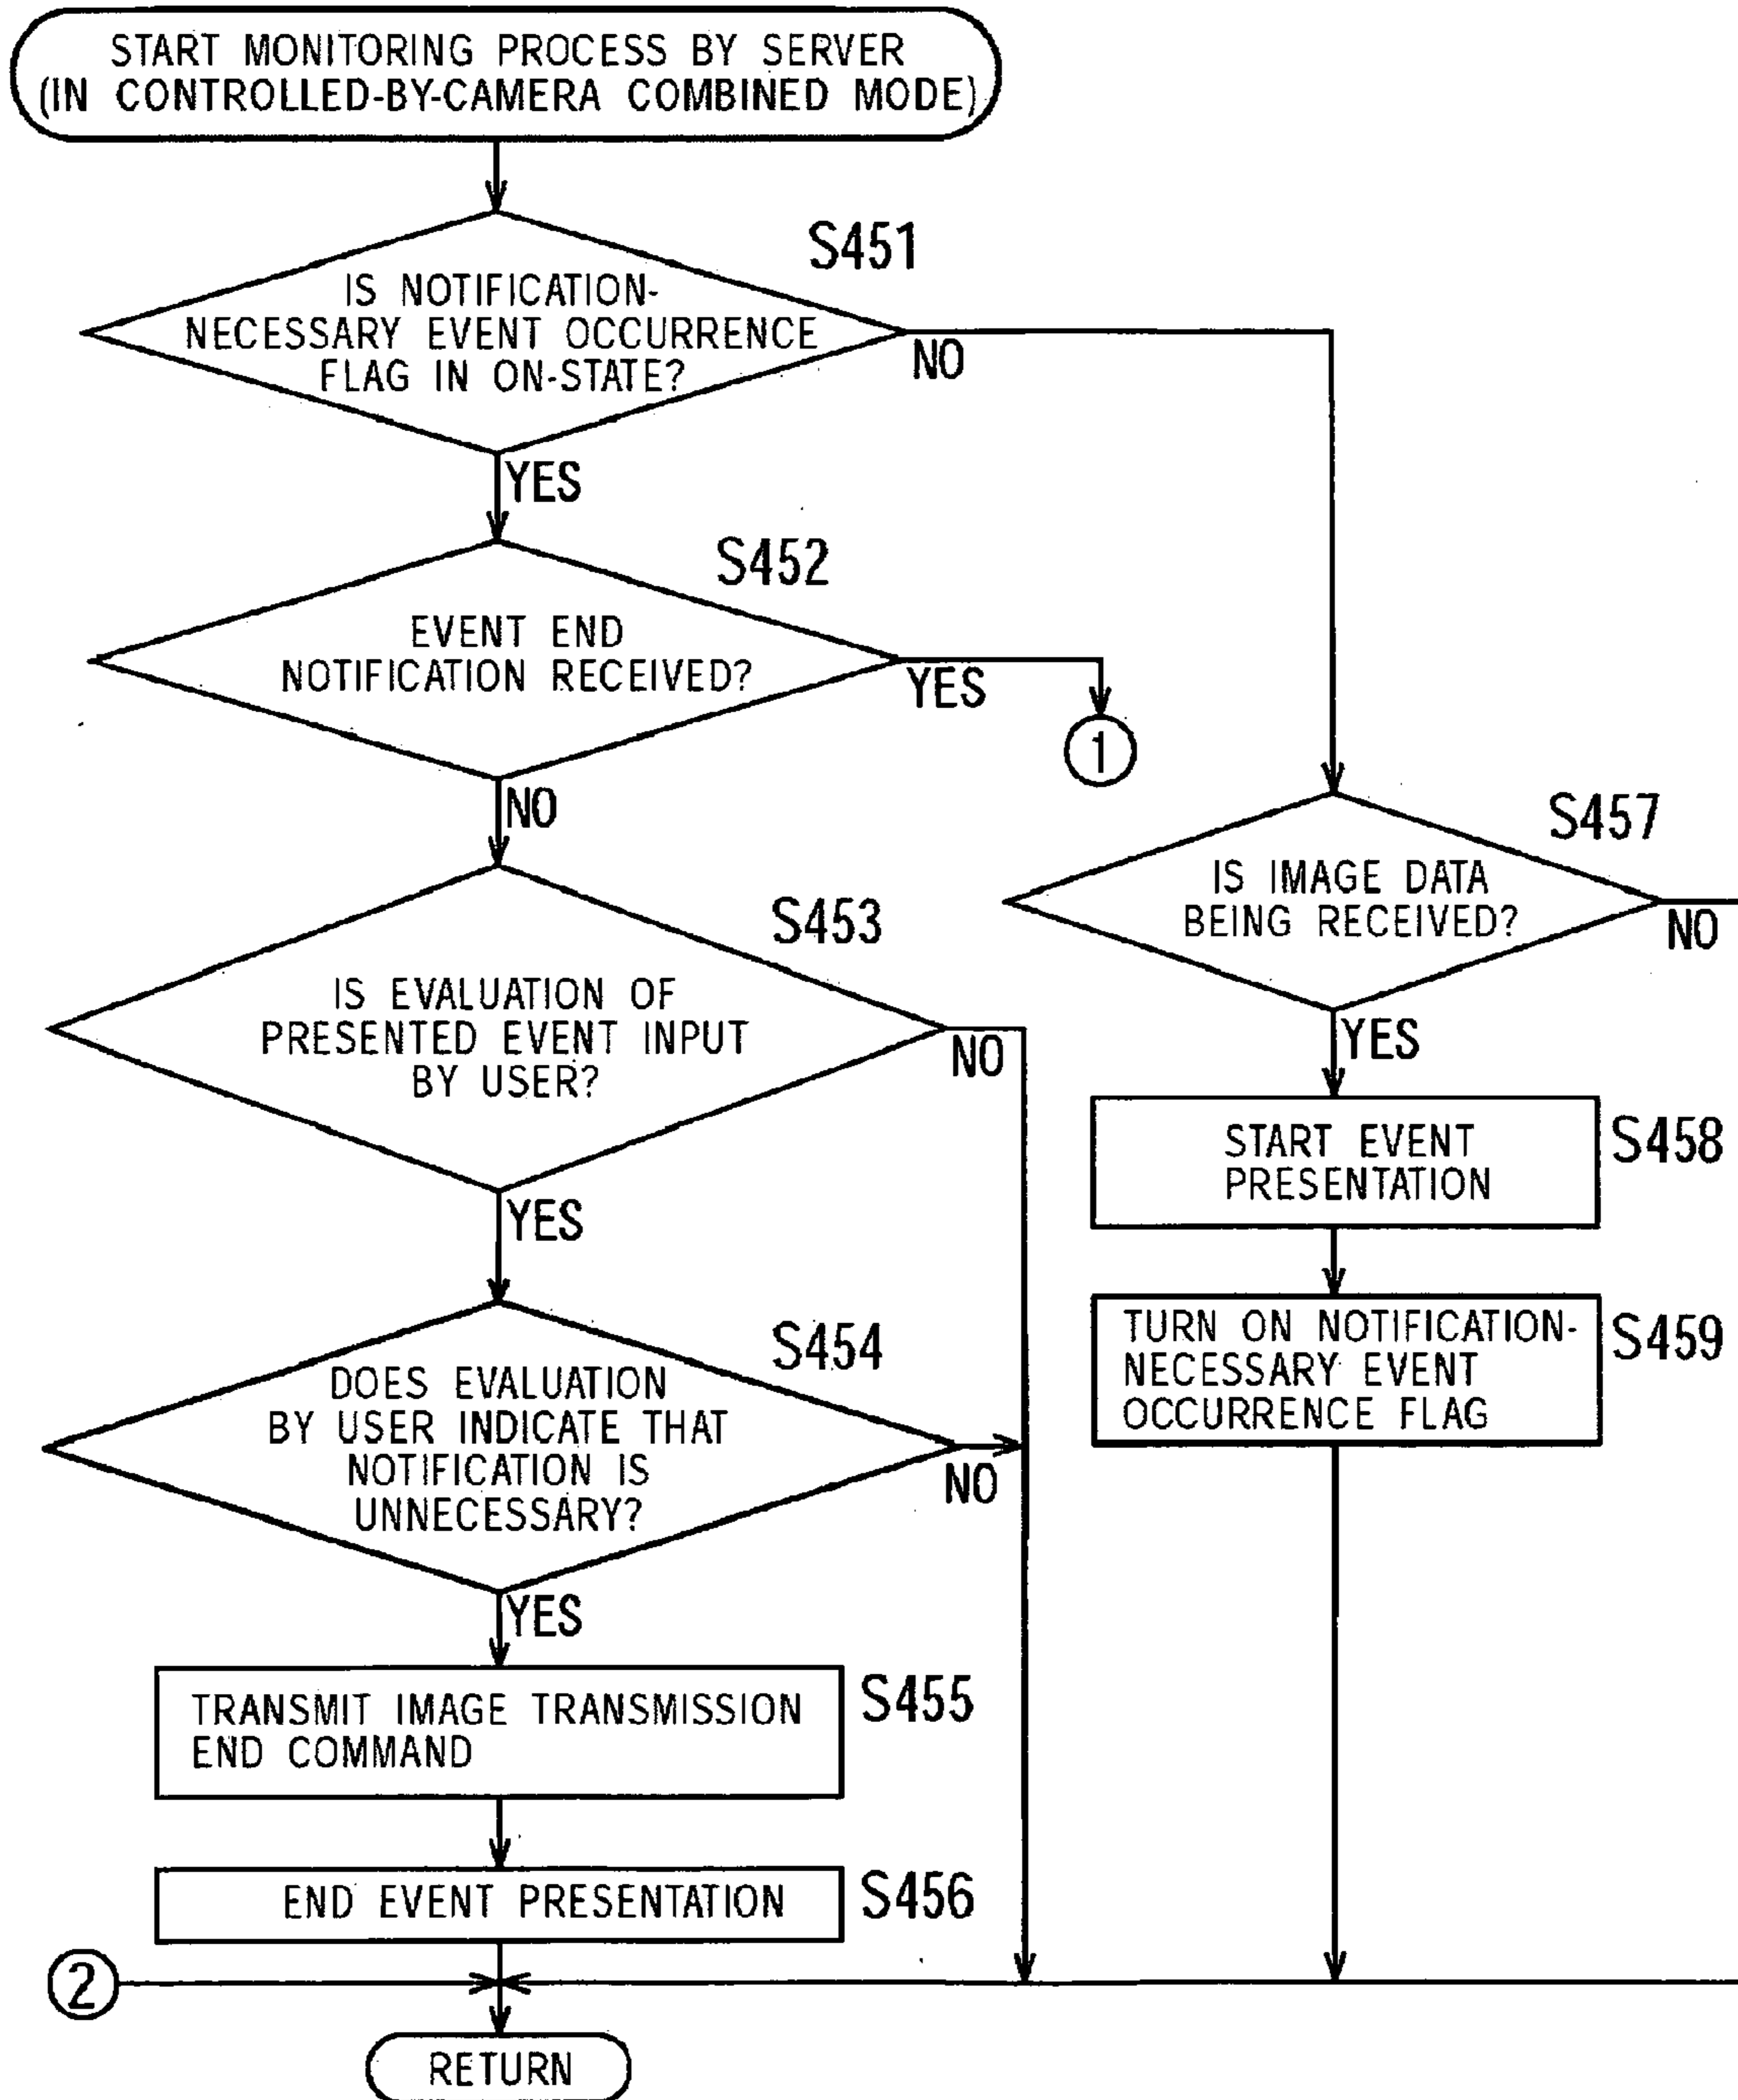 START MONITORING PROCESS BY SERVER
(IN CONTROLLED-BY-CAMERA COMBINED MODE)
S451
IS NOTIFICATION-
NECESSARY EVENT OCCURRENCE
FLAG IN ON-STATE?
NO
YES
S452
EVENT END
NOTIFICATION RECEIVED?
YES
1
NO
S457
IS IMAGE DATA
BEING RECEIVED?
NO
YES
S453
IS EVALUATION OF
PRESENTED EVENT INPUT
BY USER?
NO
YES
START EVENT
PRESENTATION
S458
TURN ON NOTIFICATION-
NECESSARY EVENT
OCCURRENCE FLAG
S459
S454
DOES EVALUATION
BY USER INDICATE THAT
NOTIFICATION IS
UNNECESSARY?
NO
YES
TRANSMIT IMAGE TRANSMISSION
END COMMAND
S455
END EVENT PRESENTATION
S456
2
RETURN